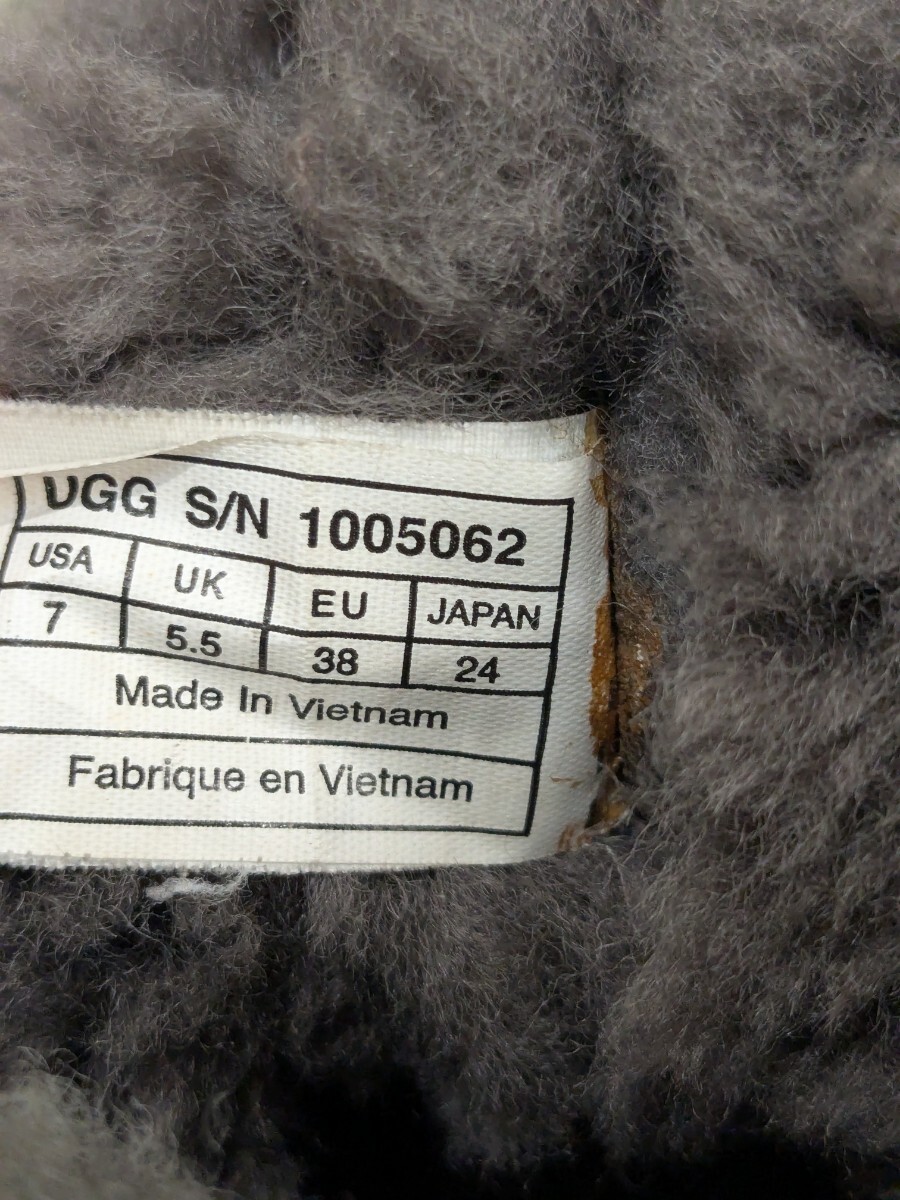 UGG S/N 1005062
USA UK EU JAPAN
7 5.5 38 24
Made In Vietnam
Fabrique en Vietnam